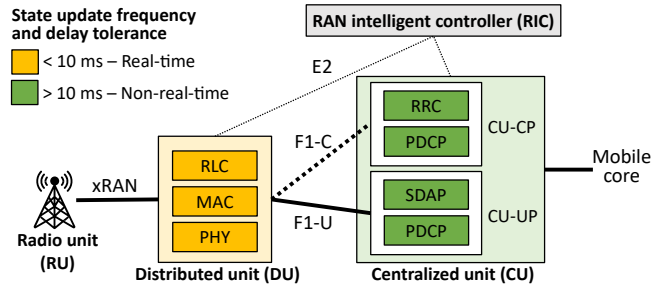 State update frequency
and delay tolerance
< 10 ms – Real-time
> 10 ms – Non-real-time
RAN intelligent controller (RIC)
E2
RRC
PDCP
CU-CP
F1-C
RLC
MAC
PHY
xRAN
SDAP
PDCP
CU-UP
F1-U
Mobile
core
Radio unit
(RU)
Distributed unit (DU)
Centralized unit (CU)